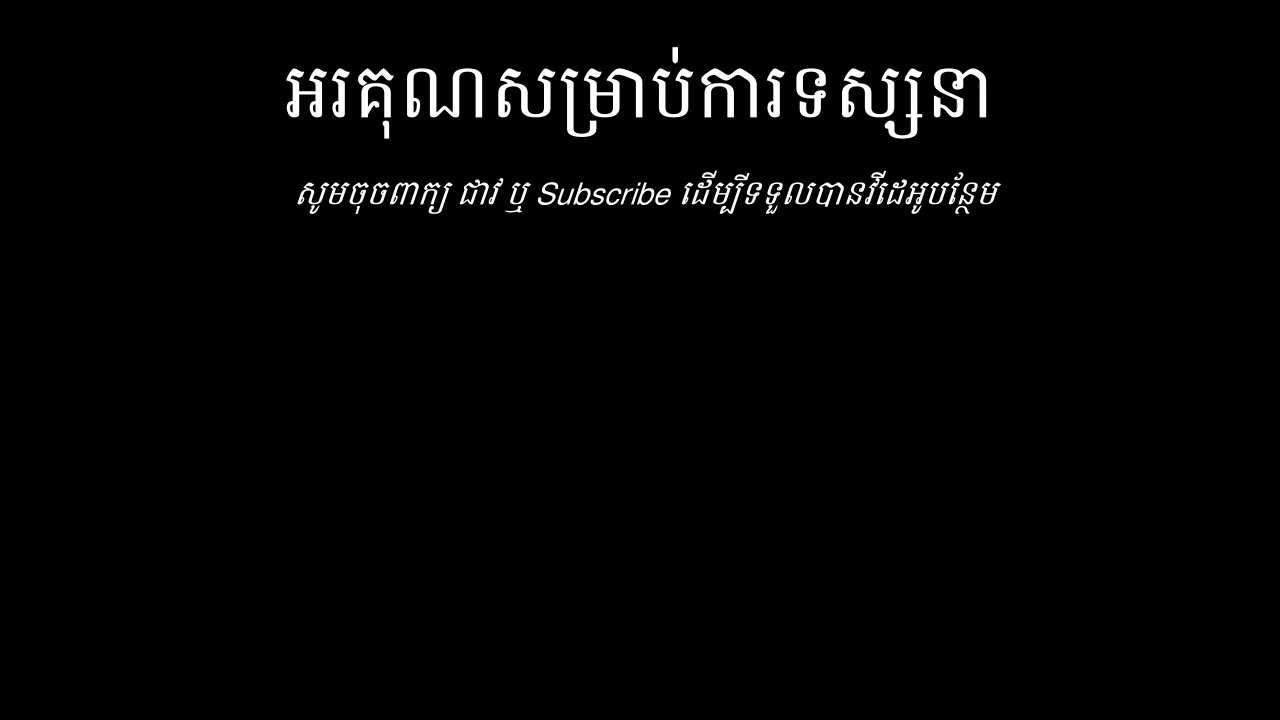 អរគុណសម្រាប់ការទស្សនា
សូមចុចពាក្យ ជាវ ឬ Subscribe ដើម្បីទទួលបានវីដេអូបន្ថែម